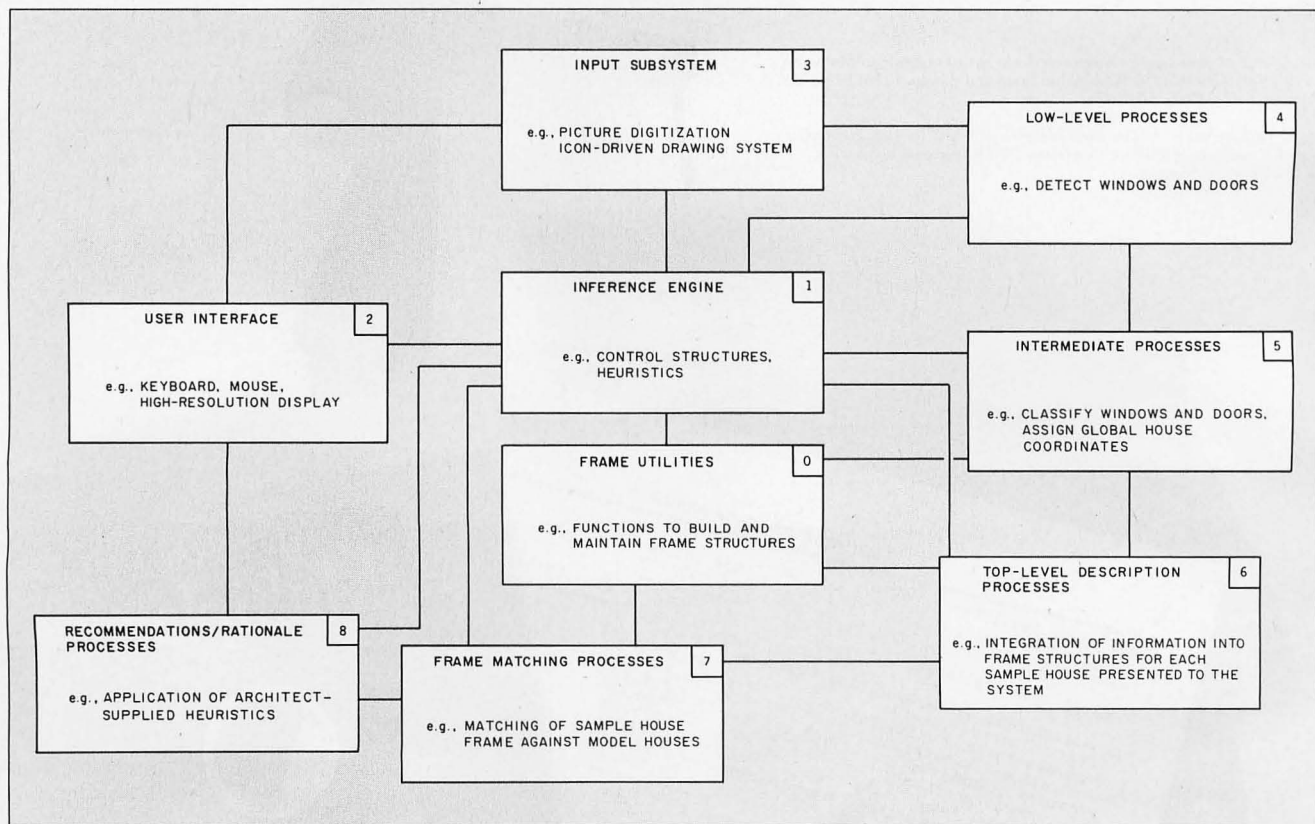 INPUT SUBSYSTEM
3
e.g., PICTURE DIGITIZATION
ICON-DRIVEN DRAWING SYSTEM
LOW-LEVEL PROCESSES
4
e.g., DETECT WINDOWS AND DOORS
INFERENCE ENGINE
1
e.g., CONTROL STRUCTURES,
HEURISTICS
USER INTERFACE
2
e.g., KEYBOARD, MOUSE,
HIGH-RESOLUTION DISPLAY
INTERMEDIATE PROCESSES
5
e.g., CLASSIFY WINDOWS AND DOORS,
ASSIGN GLOBAL HOUSE
COORDINATES
FRAME UTILITIES
0
e.g., FUNCTIONS TO BUILD AND
MAINTAIN FRAME STRUCTURES
TOP-LEVEL DESCRIPTION
PROCESSES
6
e.g., INTEGRATION OF INFORMATION INTO
FRAME STRUCTURES FOR EACH
SAMPLE HOUSE PRESENTED TO THE
SYSTEM
RECOMMENDATIONS/RATIONALE
PROCESSES
8
e.g., APPLICATION OF ARCHITECT-
SUPPLIED HEURISTICS
FRAME MATCHING PROCESSES
7
e.g., MATCHING OF SAMPLE HOUSE
FRAME AGAINST MODEL HOUSES